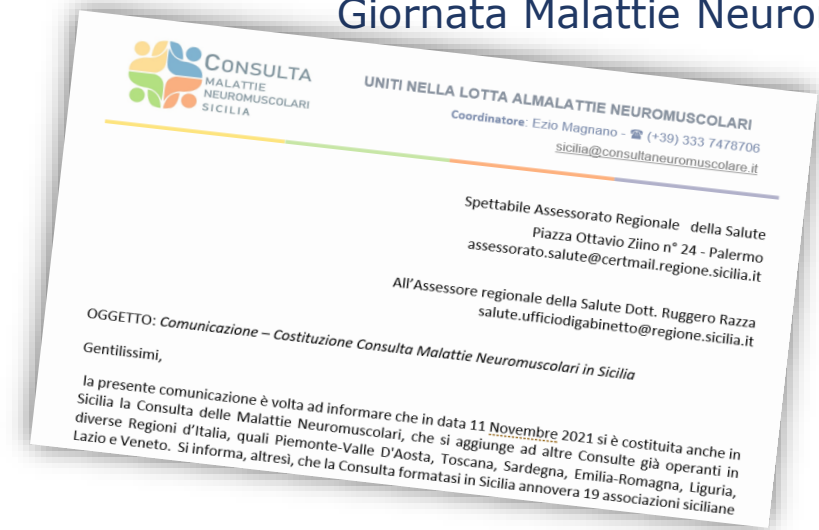 Giornata Malattie Neuro
CONSULTA
MALATTIE
NEUROMUSCOLARI
SICILIA
UNITI NELLA LOTTA ALMALATTIE NEUROMUSCOLARI
Coordinatore: Ezio Magnano - ☎ (+39) 333 7478706
sicilia@consultaneuromuscolare.it
Spettabile Assessorato Regionale della Salute
Piazza Ottavio Ziino n° 24 - Palermo
assessorato.salute@certmail.regione.sicilia.it
All'Assessore regionale della Salute Dott. Ruggero Razza
salute.ufficiodigabinetto@regione.sicilia.it
OGGETTO: Comunicazione – Costituzione Consulta Malattie Neuromuscolari in Sicilia
Gentilissimi,
la presente comunicazione è volta ad informare che in data 11 Novembre 2021 si è costituita anche in
Sicilia la Consulta delle Malattie Neuromuscolari, che si aggiunge ad altre Consulte già operanti in
diverse Regioni d'Italia, quali Piemonte-Valle D'Aosta, Toscana, Sardegna, Emilia-Romagna, Liguria,
Lazio e Veneto. Si informa, altresì, che la Consulta formatasi in Sicilia annovera 19 associazioni siciliane